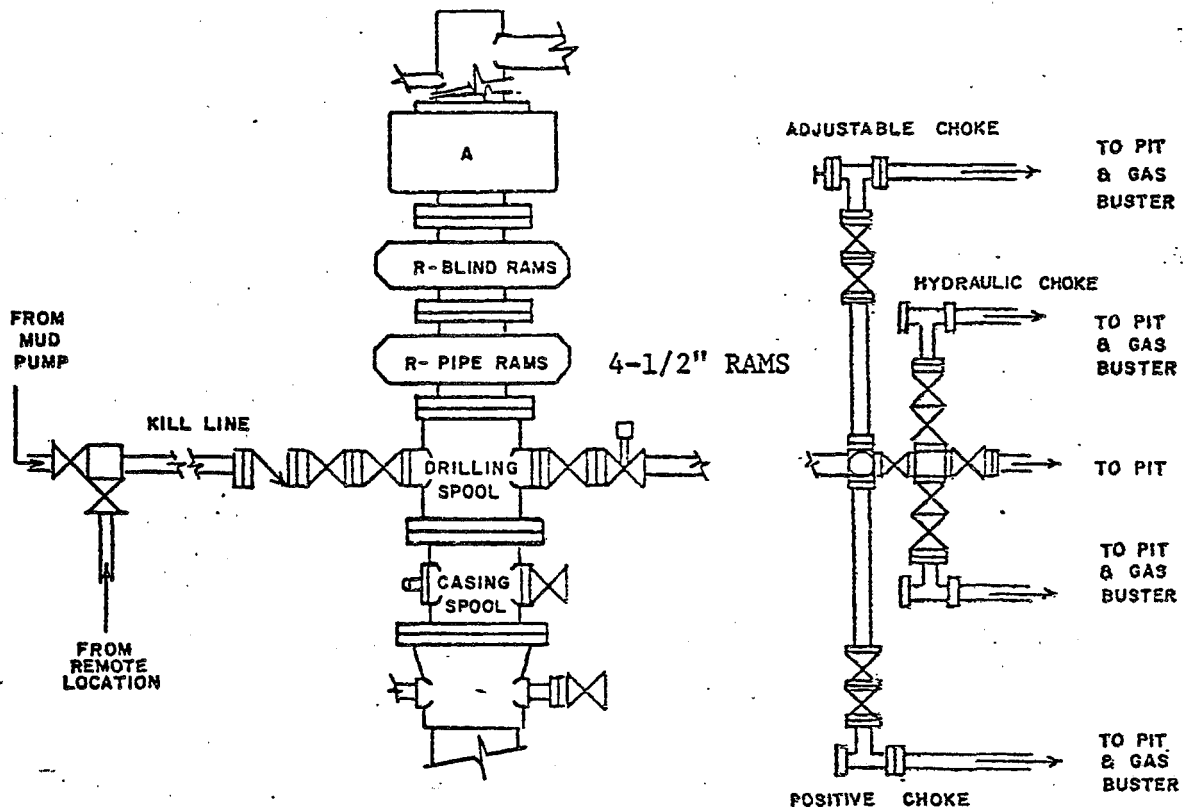 A
R-BLIND RAMS
R- PIPE RAMS
4-1/2" RAMS
FROM
MUD
PUMP
KILL LINE
DRILLING
SPOOL
CASING
SPOOL
FROM
REMOTE
LOCATION
ADJUSTABLE CHOKE
TO PIT
& GAS
BUSTER
HYDRAULIC CHOKE
TO PIT
& GAS
BUSTER
TO PIT
TO PIT
& GAS
BUSTER
TO PIT
& GAS
BUSTER
POSITIVE CHOKE